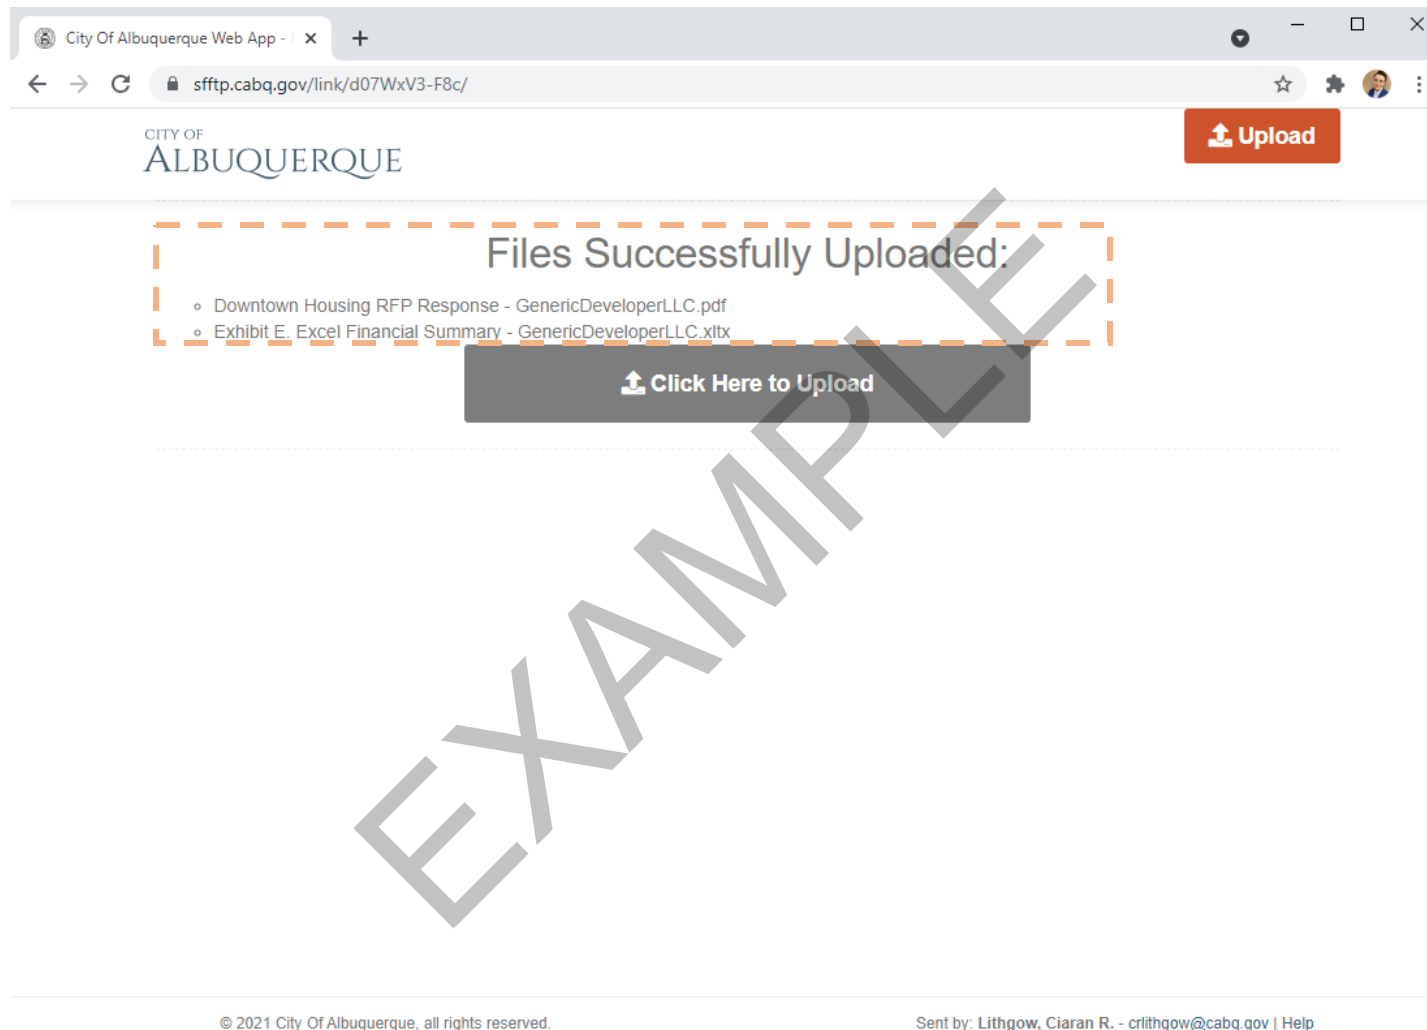 City Of Albuquerque Web App -
sfftp.cabq.gov/link/d07WxV3-F8c/
CITY OF
ALBUQUERQUE
Upload
Files Successfully Uploaded:
Downtown Housing RFP Response - GenericDeveloperLLC.pdf
Exhibit E. Excel Financial Summary - GenericDeveloperLLC.xltx
Click Here to Upload
EXAMPLE
© 2021 City Of Albuquerque, all rights reserved.
Sent by: Lithgow, Ciaran R. - crlithgow@cabq.gov | Help